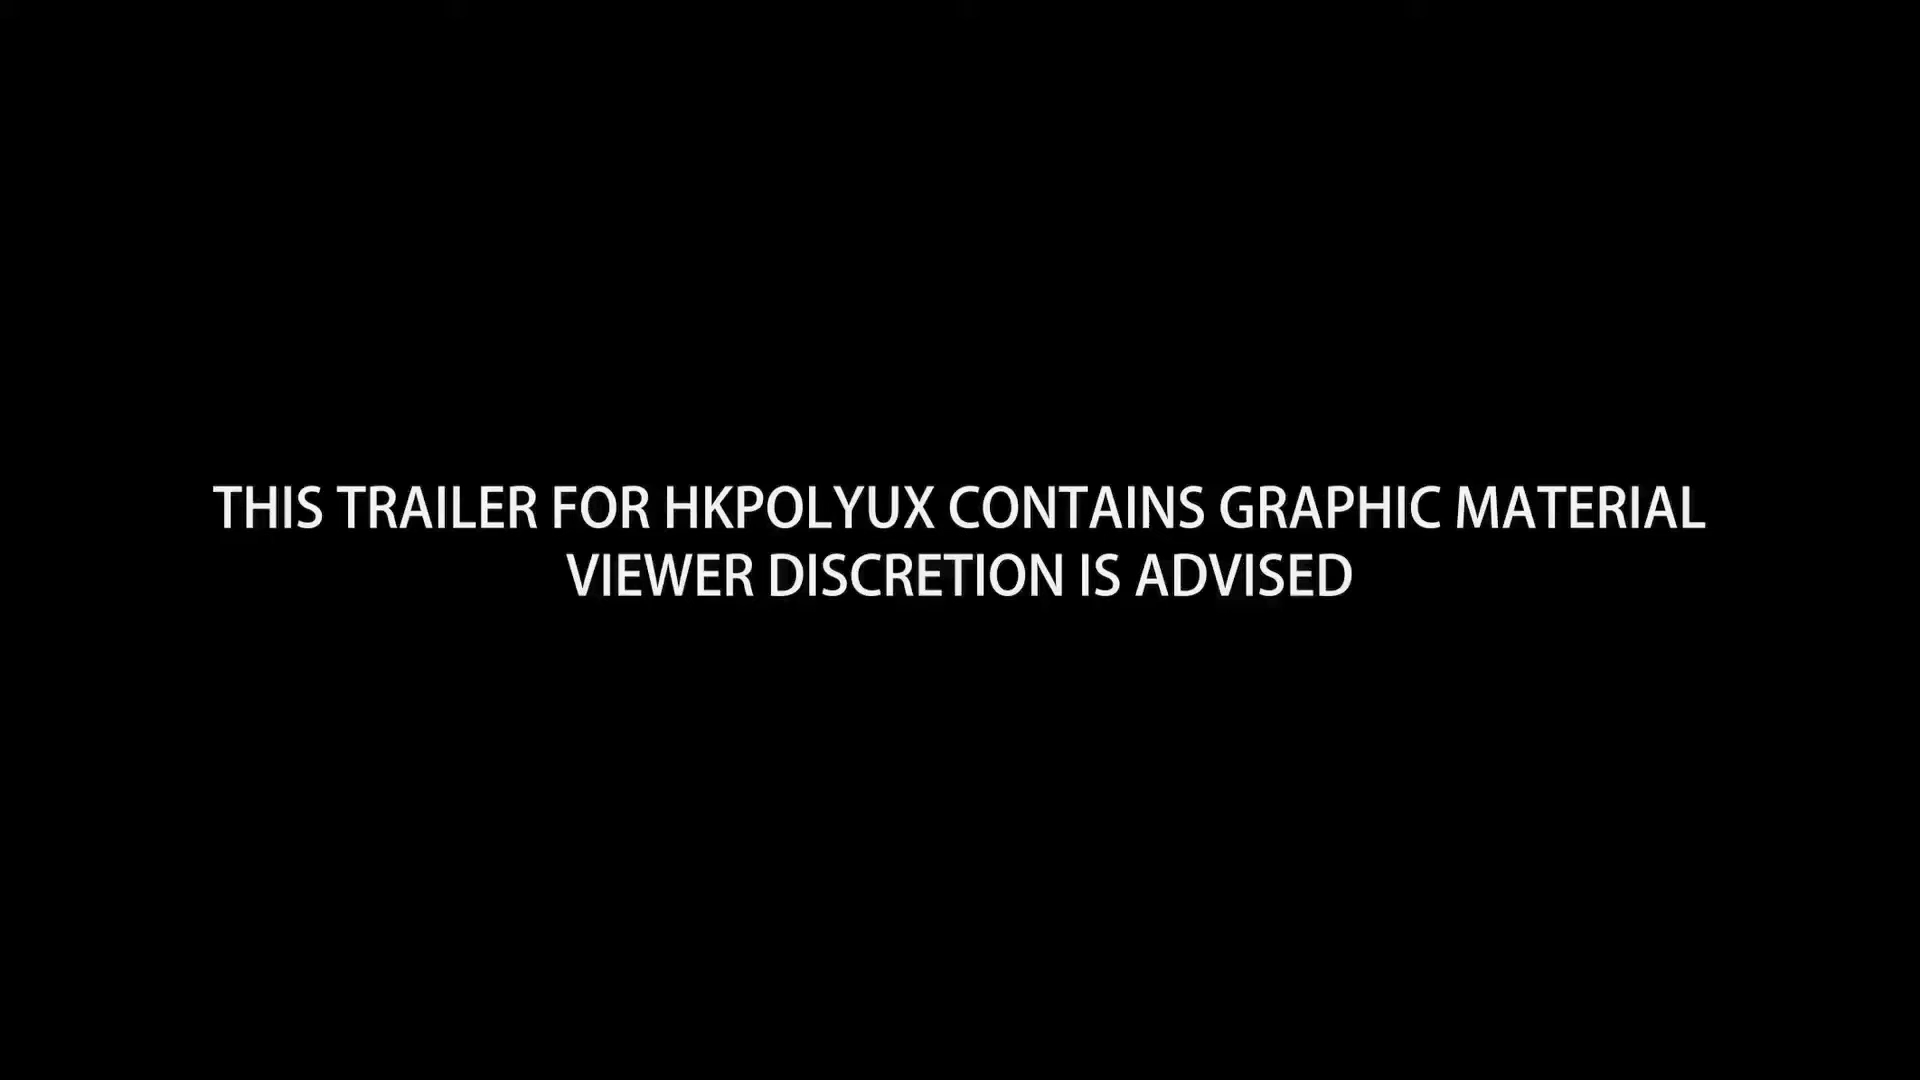 THIS TRAILER FOR HKPOLYUX CONTAINS GRAPHIC MATERIAL
VIEWER DISCRETION IS ADVISED